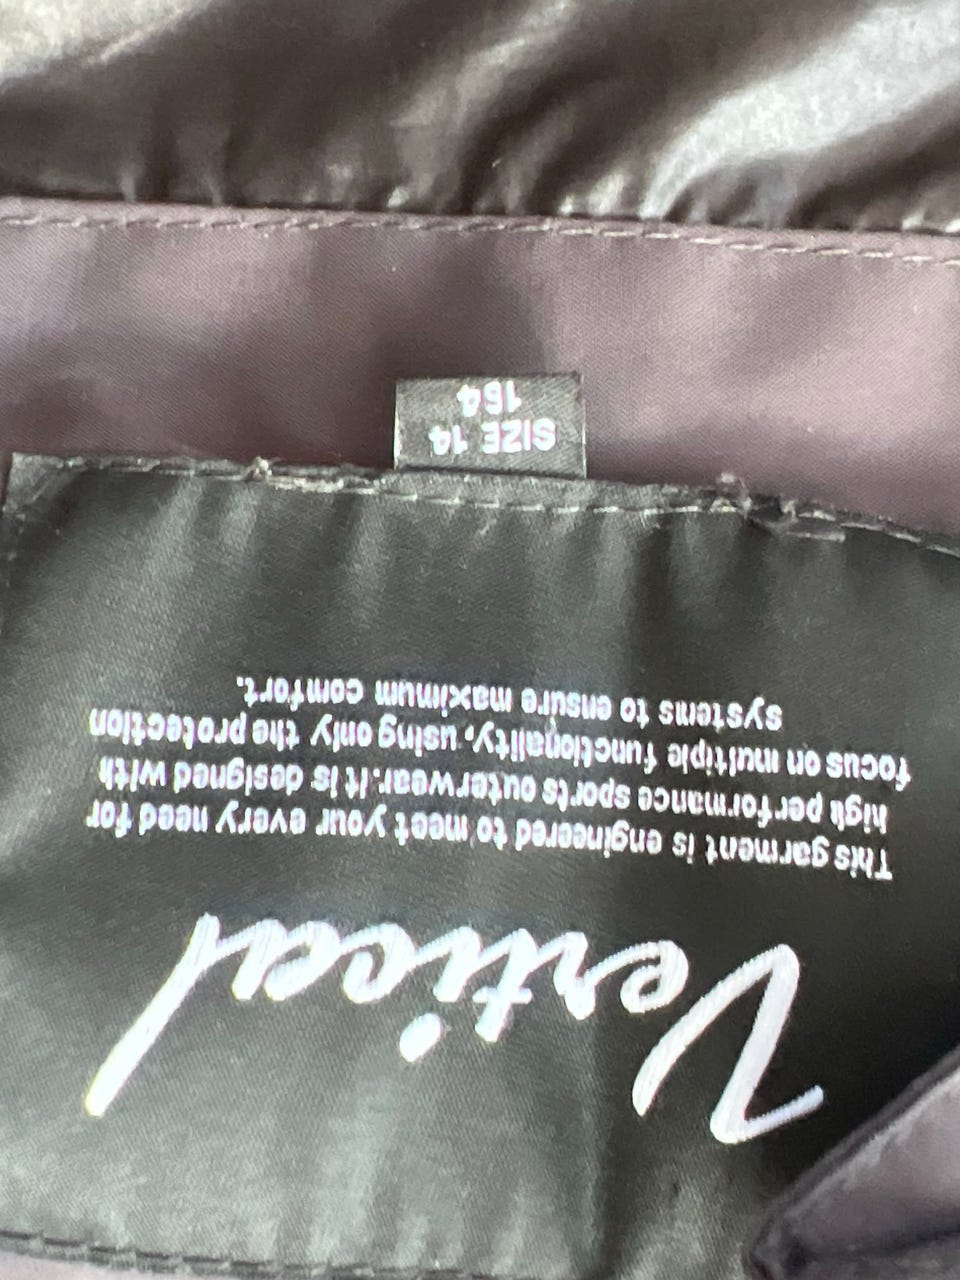 Vertical
This garment is engineered to meet your every need for
high performance sports outerwear. It is designed with
focus on multiple functionality, using only the protection
systems to ensure maximum comfort.
SIZE 14
164